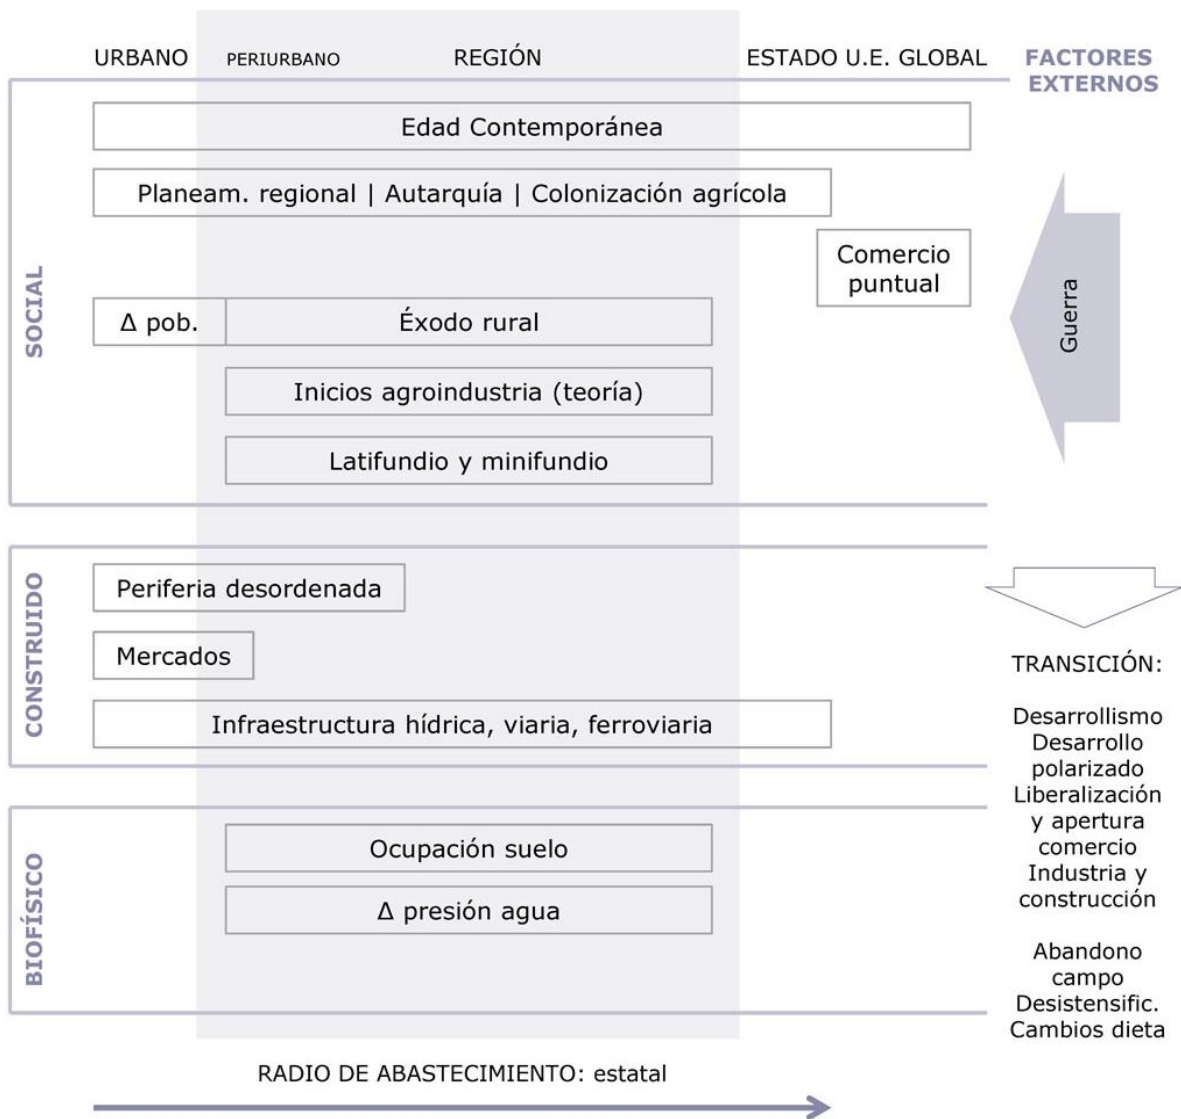 URBANO PERIURBANO REGIÓN ESTADO U.E. GLOBAL FACTORES
EXTERNOS
SOCIAL
Edad Contemporánea
Planeam. regional | Autarquía | Colonización agrícola
Comercio
puntual
Δ pob. Éxodo rural
Inicios agroindustria (teoría)
Latifundio y minifundio
Guerra
CONSTRUIDO
Periferia desordenada
Mercados
Infraestructura hídrica, viaria, ferroviaria
BIOFÍSICO
Ocupación suelo
Δ presión agua
TRANSICIÓN:
Desarrollismo
Desarrollo
polarizado
Liberalización
y apertura
comercio
Industria y
construcción
Abandono
campo
Desistensific.
Cambios dieta
RADIO DE ABASTECIMIENTO: estatal